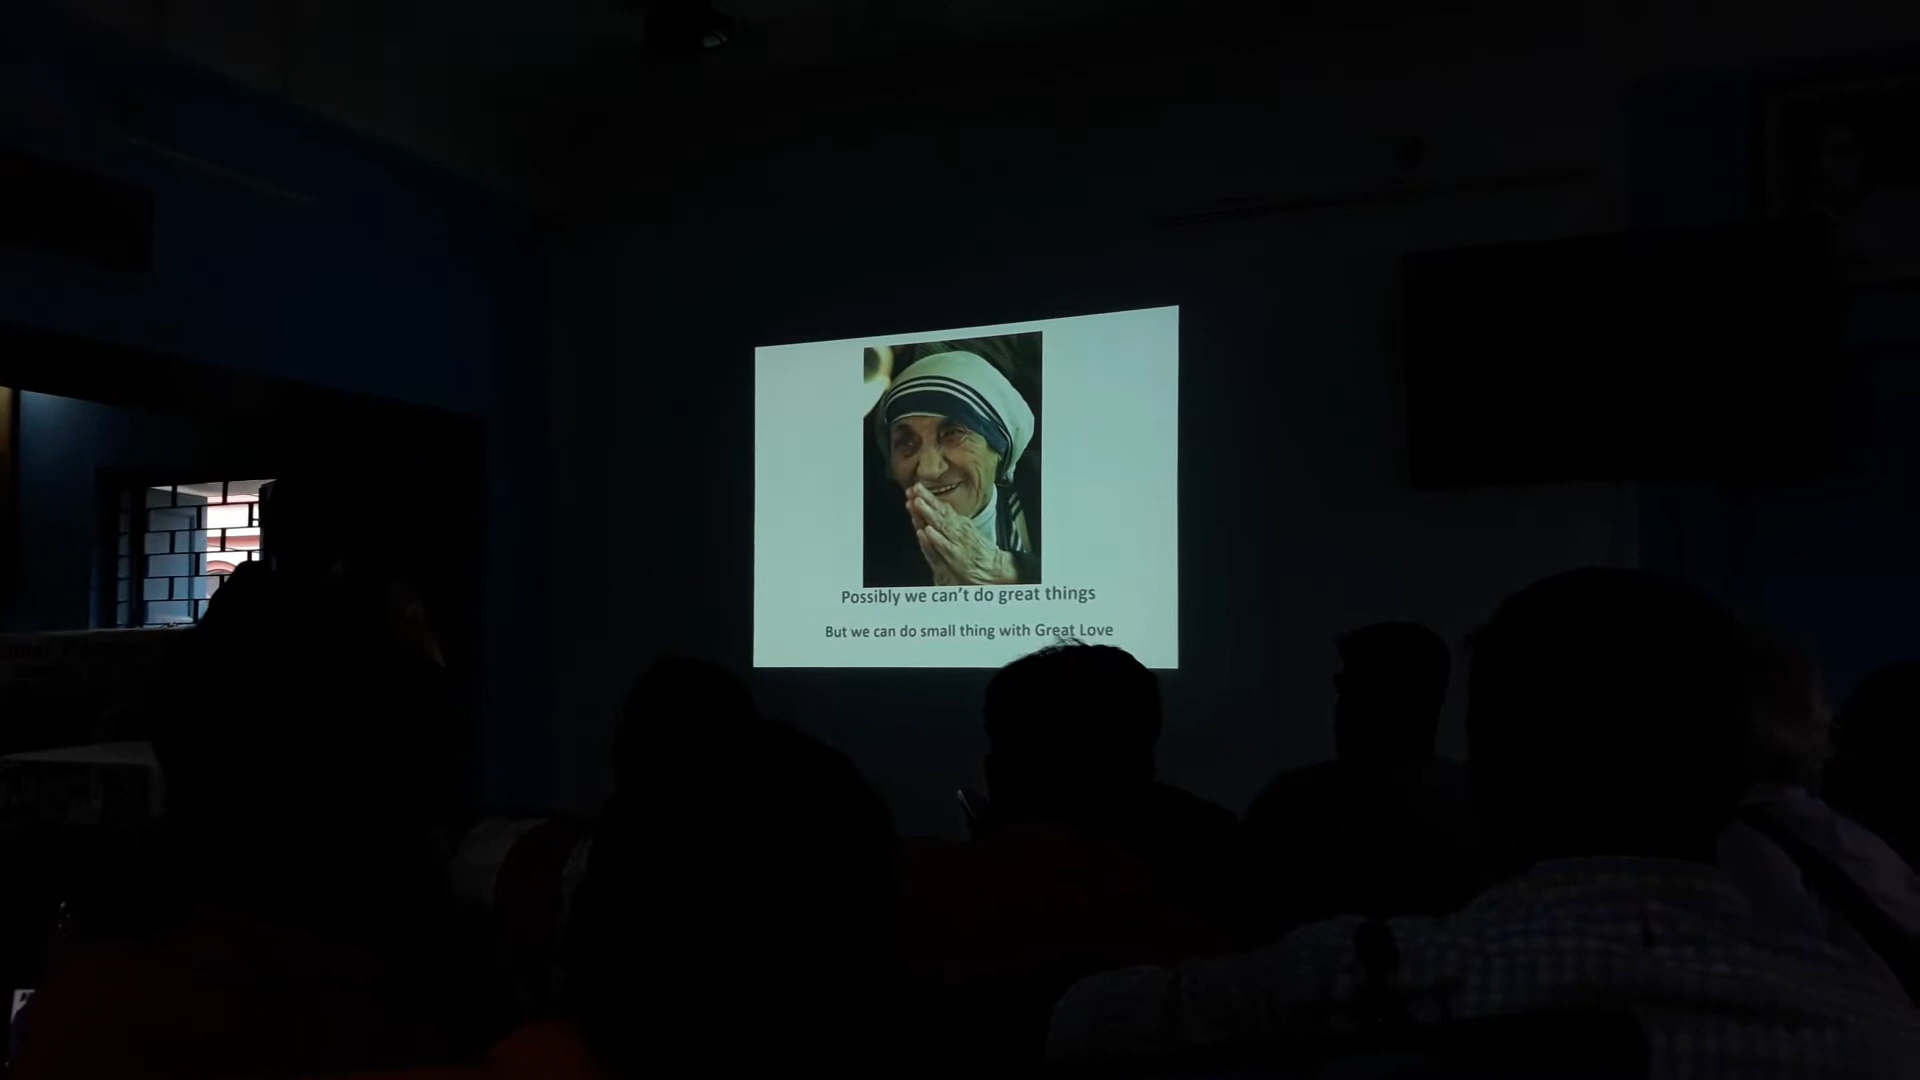 Possibly we can't do great things
But we can do small thing with Great Love